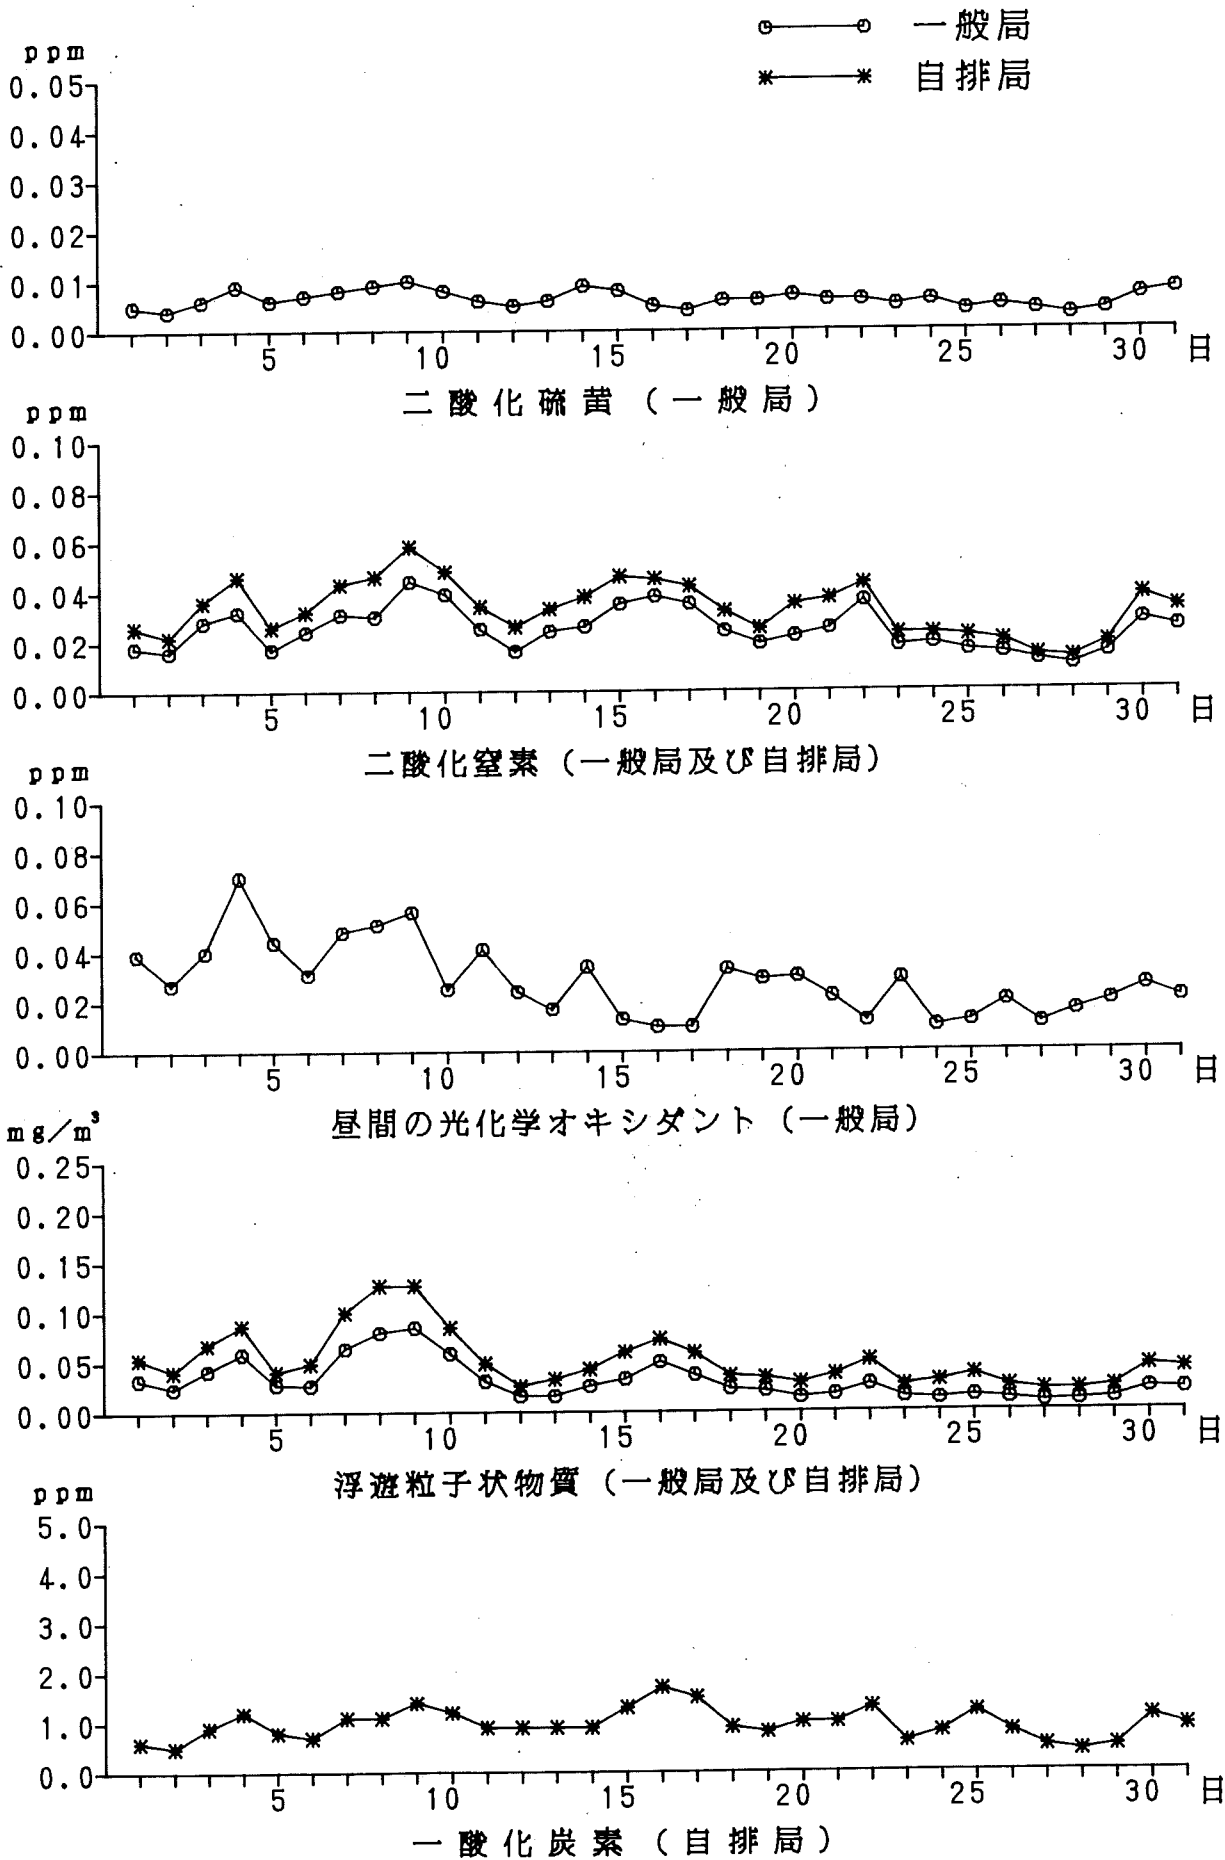 一般局
自排局
ppm
0.05
0.04
0.03
0.02
0.01
0.00
5 10 15 20 25 30 日
二酸化硫黄（一般局）
ppm
0.10
0.08
0.06
0.04
0.02
0.00
5 10 15 20 25 30 日
二酸化窒素（一般局及び自排局）
ppm
0.10
0.08
0.06
0.04
0.02
0.00
5 10 15 20 25 30 日
昼間の光化学オキシダント（一般局）
mg/m³
0.25
0.20
0.15
0.10
0.05
0.00
5 10 15 20 25 30 日
浮遊粒子状物質（一般局及び自排局）
ppm
5.0
4.0
3.0
2.0
1.0
0.0
5 10 15 20 25 30 日
一酸化炭素（自排局）